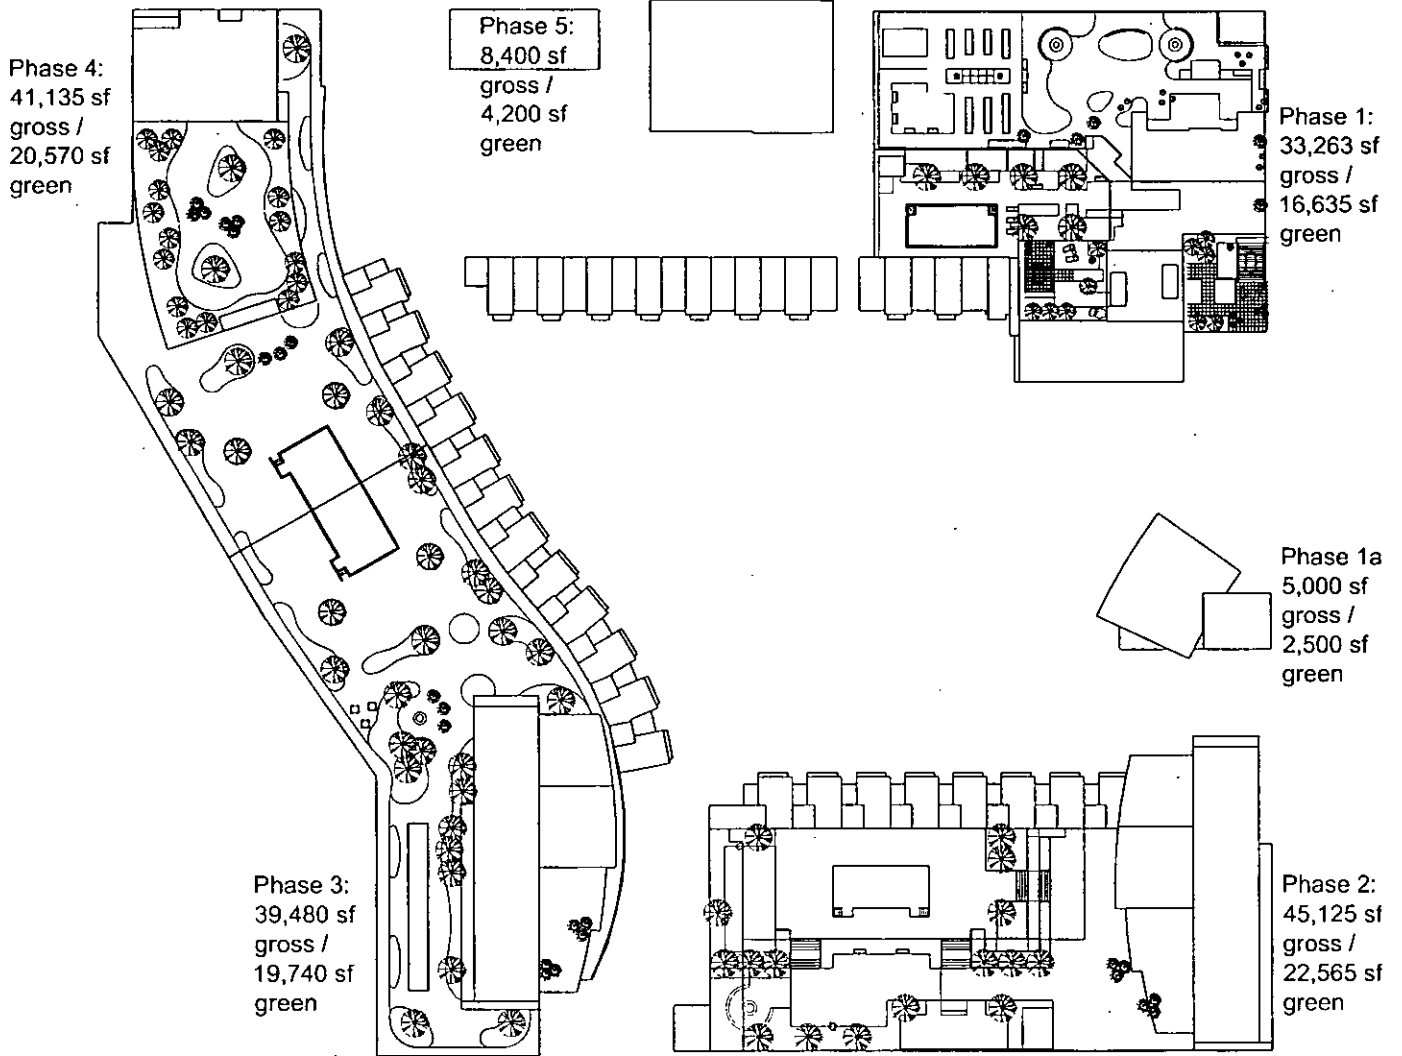 Phase 5:
8,400 sf
gross /
4,200 sf
green
Phase 4:
41,135 sf
gross /
20,570 sf
green
Phase 1:
33,263 sf
gross /
16,635 sf
green
Phase 1a
5,000 sf
gross /
2,500 sf
green
Phase 3:
39,480 sf
gross /
19,740 sf
green
Phase 2:
45,125 sf
gross /
22,565 sf
green